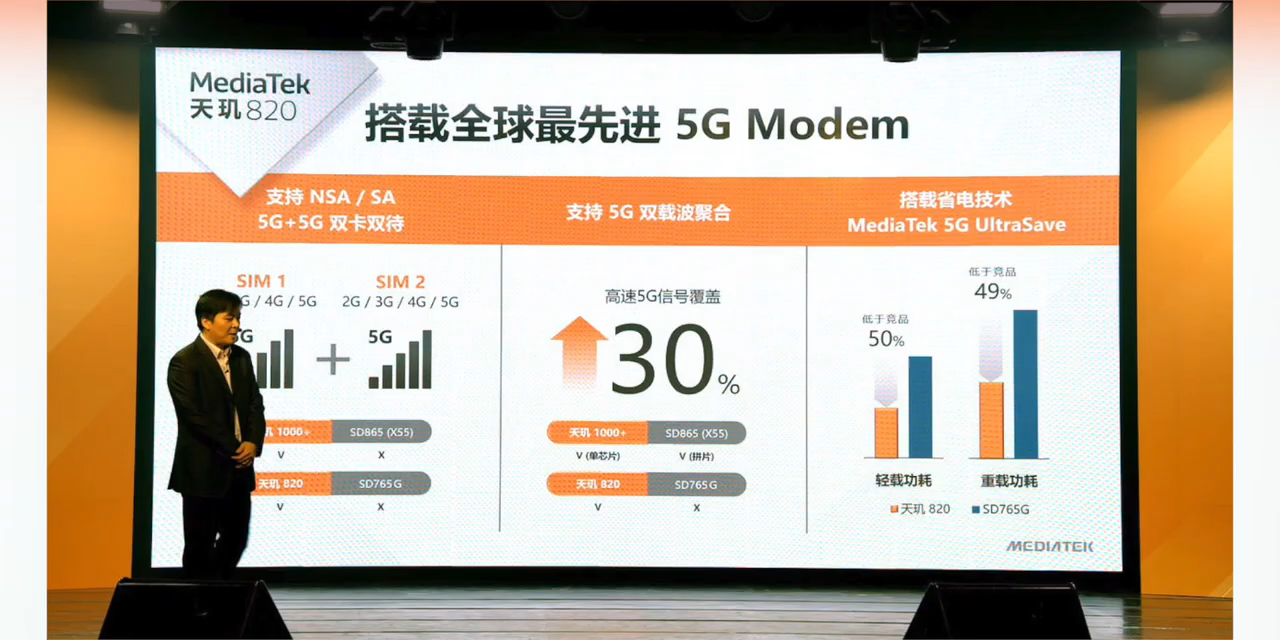 MediaTek
天玑820
搭载全球最先进 5G Modem
支持 NSA / SA
5G+5G 双卡双待
SIM 1
SIM 2
G / 4G / 5G
2G / 3G / 4G / 5G
5G
+
5G
玑 1000+
SD865 (X55)
V
X
玑 820
SD765G
V
X
支持 5G 双载波聚合
高速5G信号覆盖
30%
天玑 1000+
SD865 (X55)
V (单芯片)
V (拼片)
天玑 820
SD765G
V
X
搭载省电技术
MediaTek 5G UltraSave
低于竞品
50%
低于竞品
49%
轻载功耗
重载功耗
天玑 820
SD765G
MEDIATEK